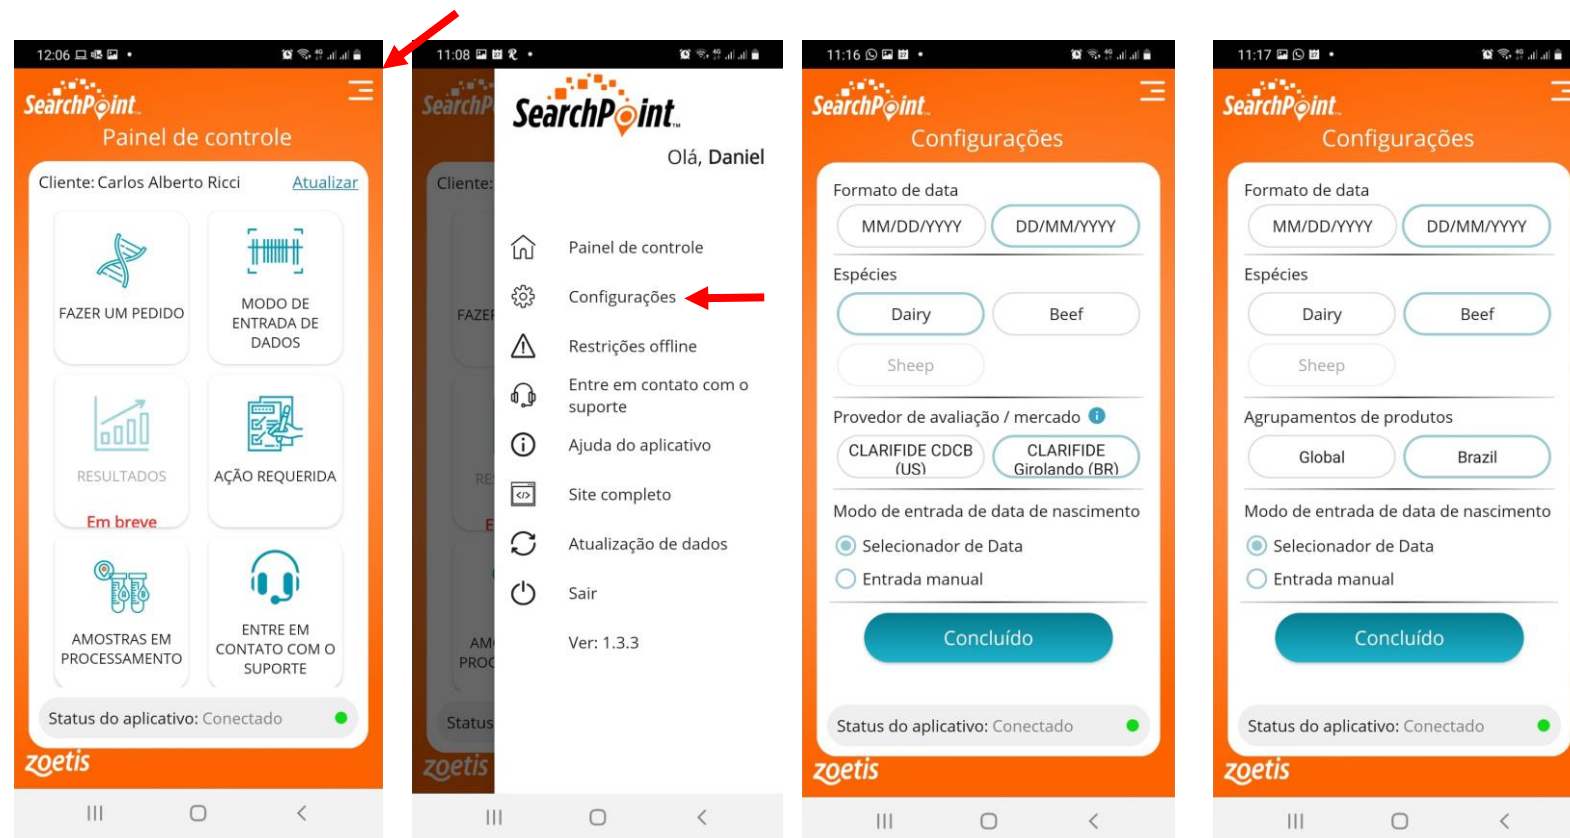 12:06
SearchPoint
Painel de controle
Cliente: Carlos Alberto Ricci Atualizar
FAZER UM PEDIDO
MODO DE
ENTRADA DE
DADOS
RESULTADOS
Em breve
AÇÃO REQUERIDA
AMOSTRAS EM
PROCESSAMENTO
ENTRE EM
CONTATO COM O
SUPORTE
Status do aplicativo: Conectado
zoetis
11:08
SearchP
Cliente:
FAZE
RE
E
AM
PROC
Status
zoetis
SearchPoint™
Olá, Daniel
Painel de controle
Configurações
Restrições offline
Entre em contato com o
suporte
Ajuda do aplicativo
Site completo
Atualização de dados
Sair
Ver: 1.3.3
11:16
SearchPoint
Configurações
Formato de data
MM/DD/YYYY DD/MM/YYYY
Espécies
Dairy Beef
Sheep
Provedor de avaliação / mercado i
CLARIFIDE CDCB
(US)
CLARIFIDE
Girolando (BR)
Modo de entrada de data de nascimento
Selecionador de Data
Entrada manual
Concluído
Status do aplicativo: Conectado
zoetis
11:17
SearchPoint
Configurações
Formato de data
MM/DD/YYYY DD/MM/YYYY
Espécies
Dairy Beef
Sheep
Agrupamentos de produtos
Global Brazil
Modo de entrada de data de nascimento
Selecionador de Data
Entrada manual
Concluído
Status do aplicativo: Conectado
zoetis